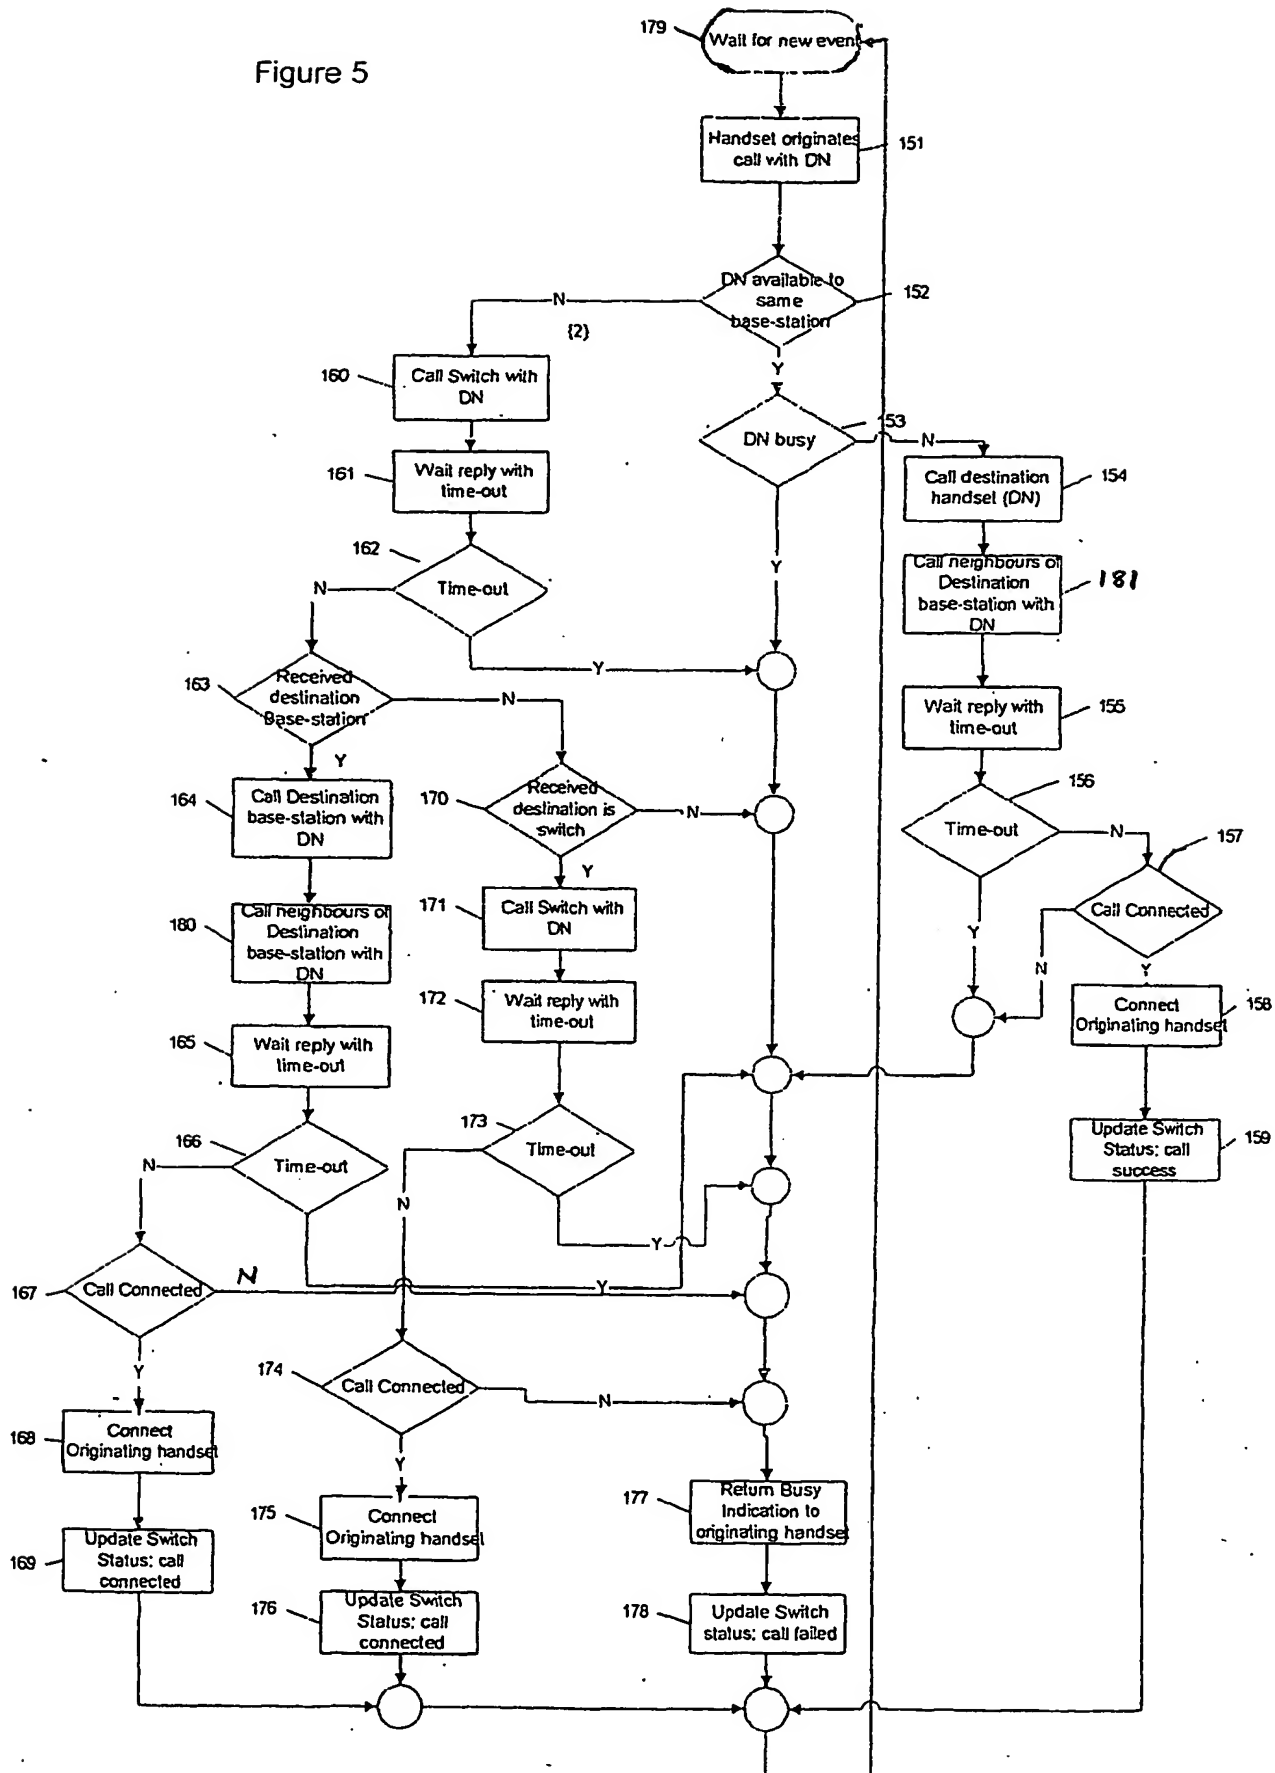 179
Wait for new event
Figure 5
Handset originates
call with DN
151
DN available to
same
base-station
152
N
{2}
Y
160
Call Switch with
DN
DN busy
153
N
161
Wait reply with
time-out
Call destination
handset (DN)
154
162
Time-out
N
Y
Y
Call neighbours of
Destination
base-station with
DN
181
163
Received
destination
Base-station
N
Y
Wait reply with
time-out
155
164
Call Destination
base-station with
DN
170
Received
destination is
switch
N
Y
156
Time-out
N
Y
157
Call Connected
N
Y
180
Call neighbours of
Destination
base-station with
DN
171
Call Switch with
DN
172
Wait reply with
time-out
Connect
Originating handset
158
165
Wait reply with
time-out
166
Time-out
N
Y
173
Time-out
N
Y
Update Switch
Status: call
success
159
167
Call Connected
N
Y
174
Call Connected
N
Y
168
Connect
Originating handset
175
Connect
Originating handset
177
Return Busy
Indication to
originating handset
169
Update Switch
Status: call
connected
176
Update Switch
Status: call
connected
178
Update Switch
status: call failed